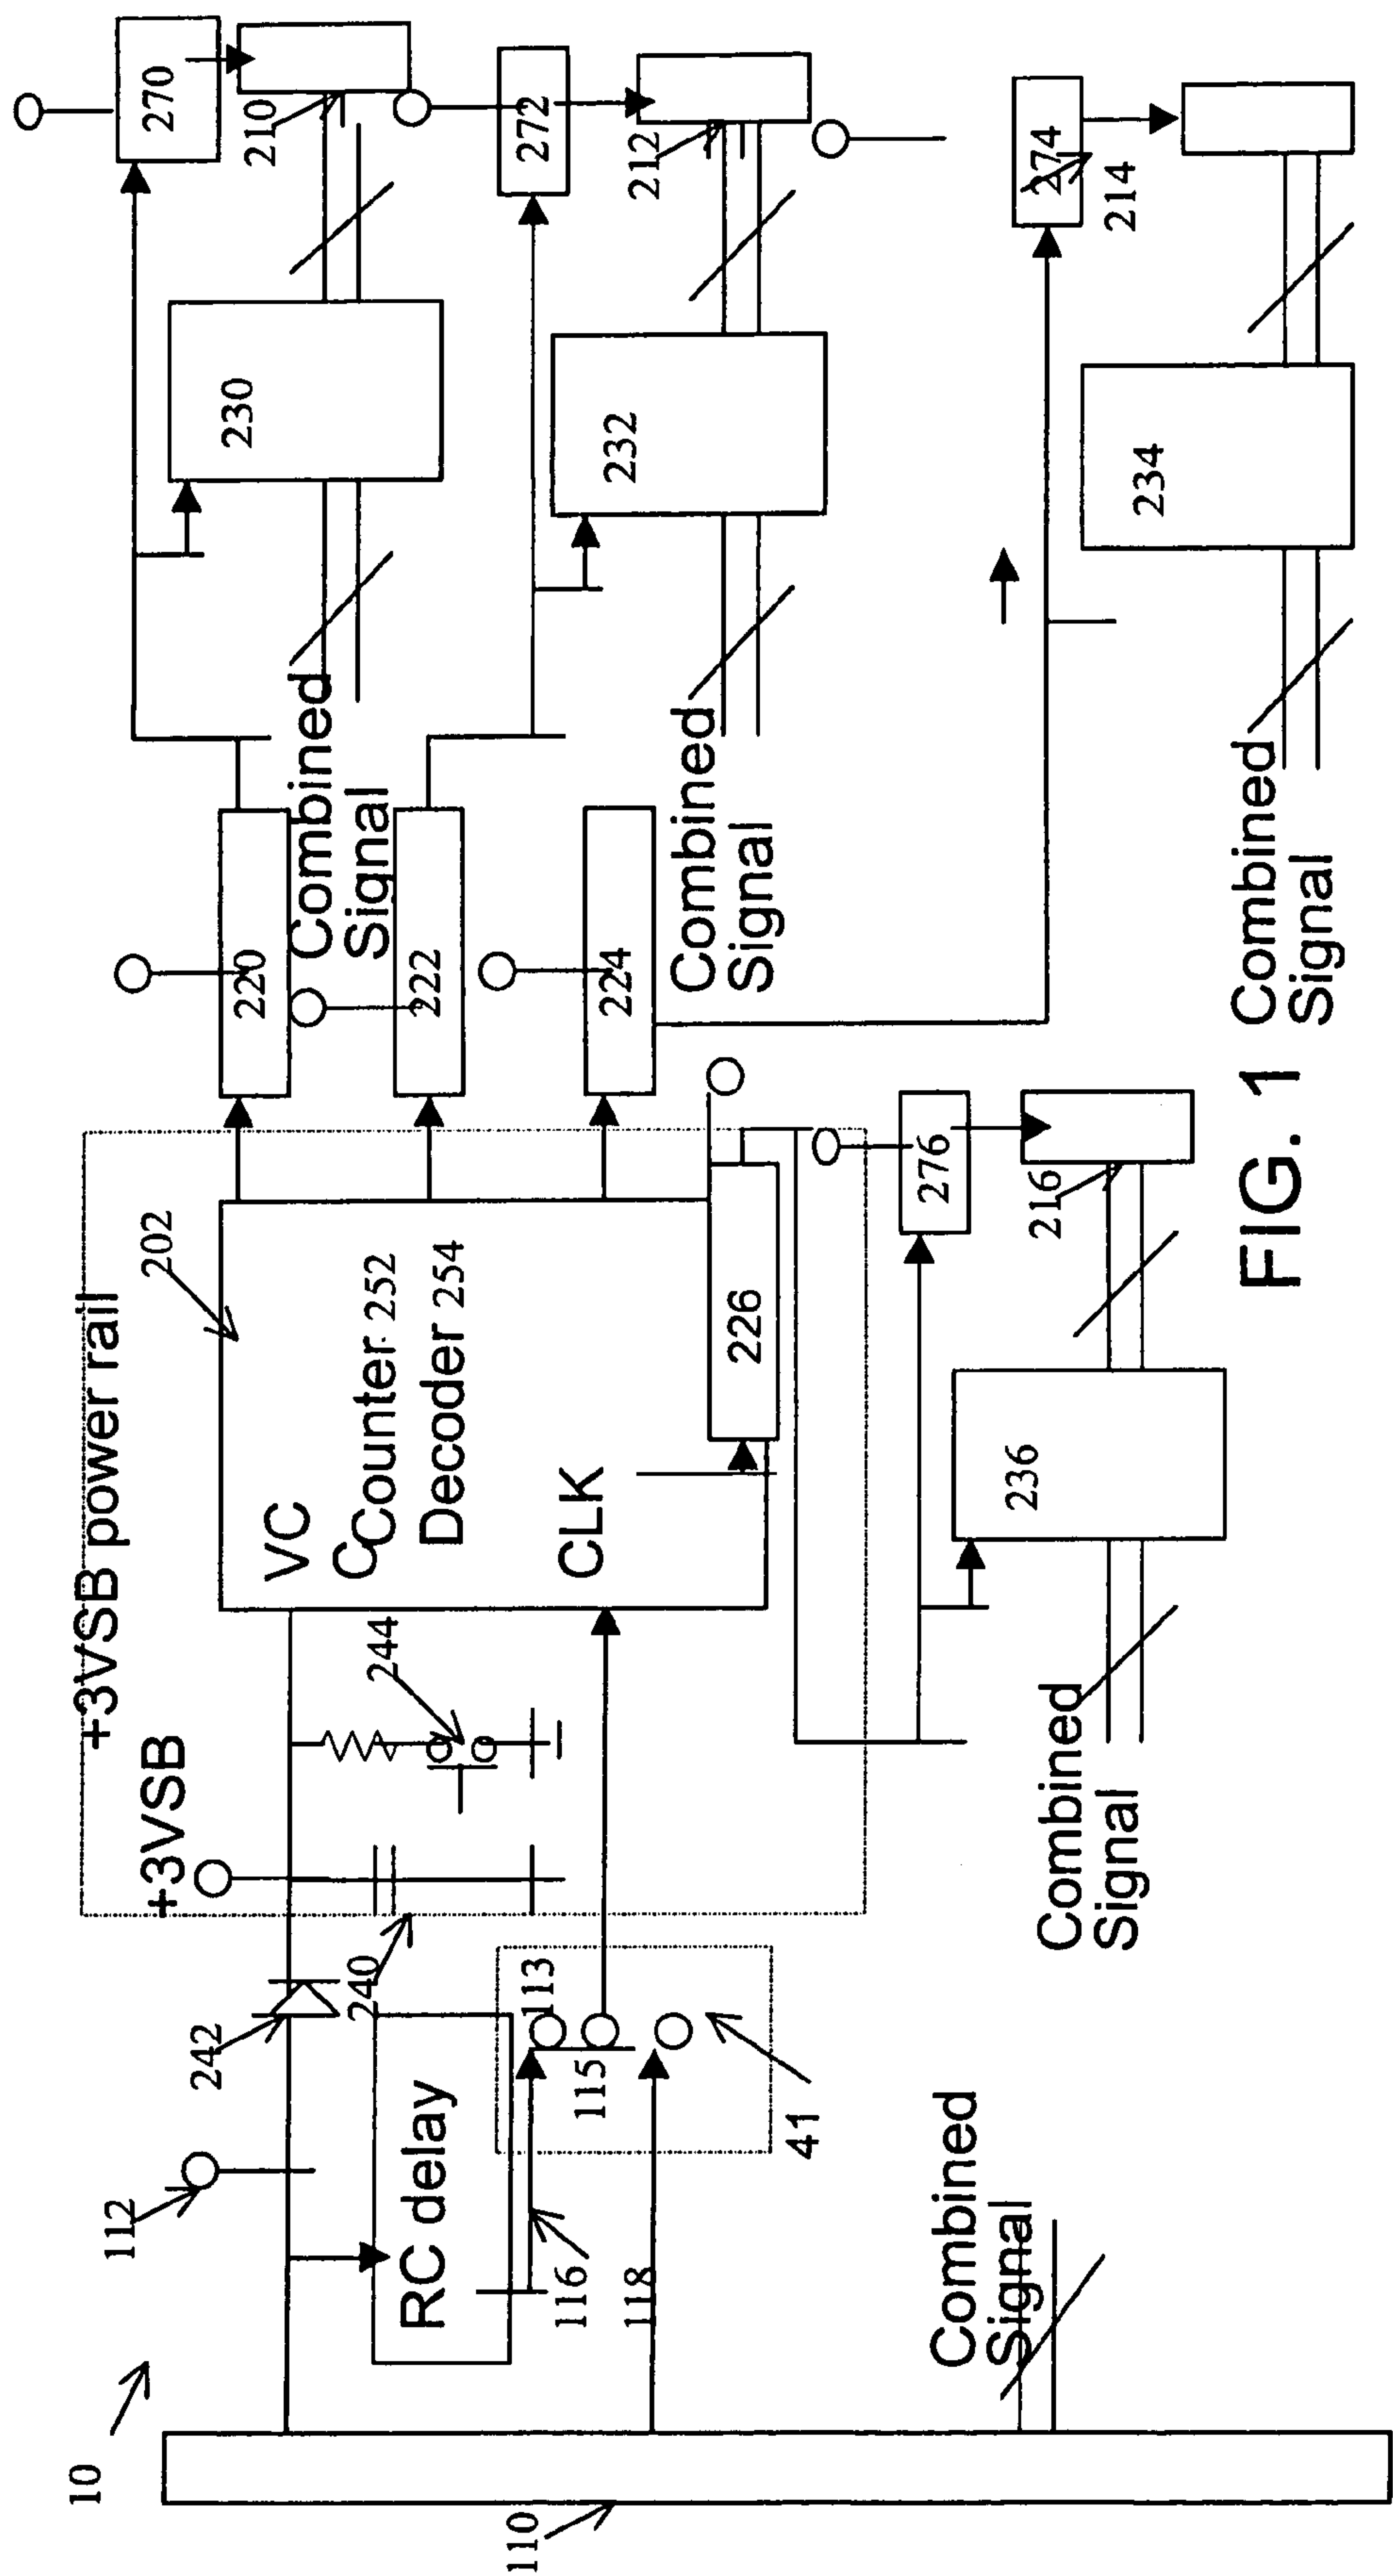 10
110
112
242
RC delay
116
118
240
113
115
41
Combined
Signal
+3VSB power rail
+3VSB
244
202
VC
C
Counter 252
Decoder 254
CLK
226
220
222
224
Combined
Signal
Combined
Signal
230
232
270
210
272
212
274
214
234
Combined
Signal
276
216
236
Combined
Signal
FIG. 1